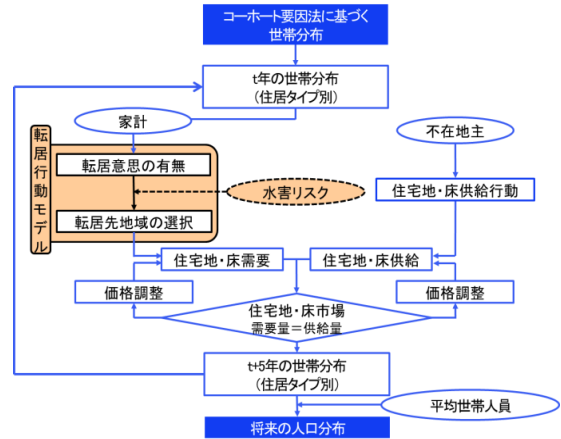 コーホート要因法に基づく
世帯分布
t年の世帯分布
(住居タイプ別)
家計
不在地主
転居行動モデル
転居意思の有無
水害リスク
住宅地・床供給行動
転居先地域の選択
住宅地・床需要
住宅地・床供給
価格調整
住宅地・床市場
需要量＝供給量
価格調整
t+5年の世帯分布
(住居タイプ別)
平均世帯人員
将来の人口分布